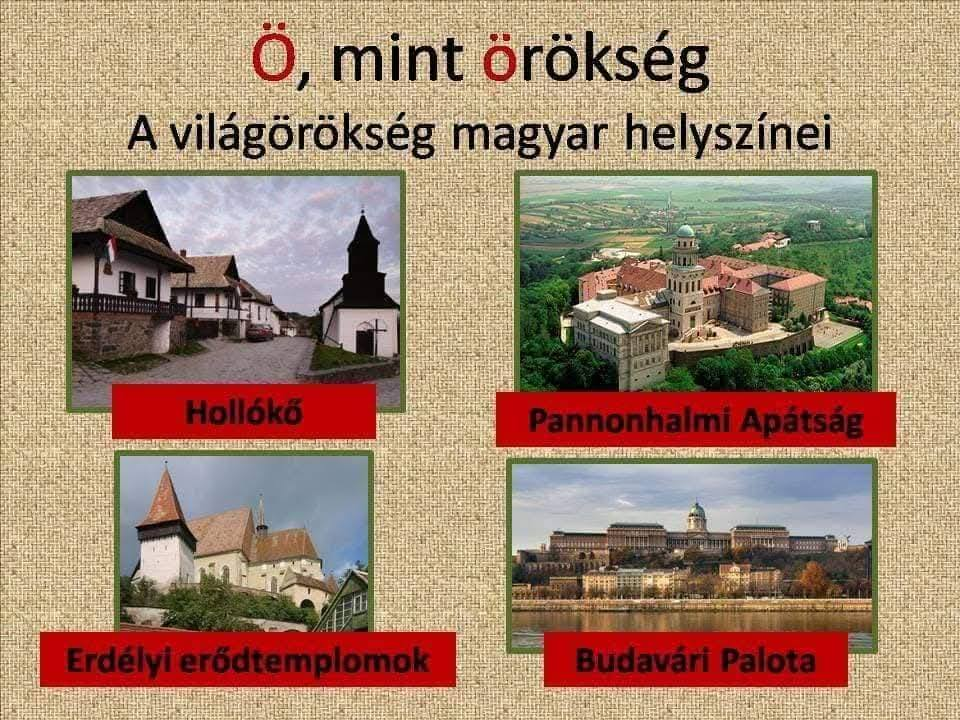 Ö, mint örökség
A világörökség magyar helyszínei
Hollókő
Pannonhalmi Apátság
Erdélyi erődtemplomok
Budavári Palota